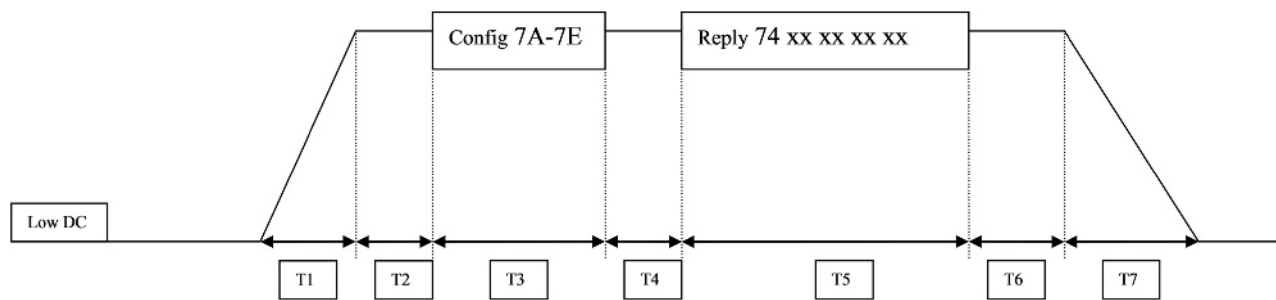 Config 7A-7E
Reply 74 xx xx xx xx
Low DC
T1
T2
T3
T4
T5
T6
T7